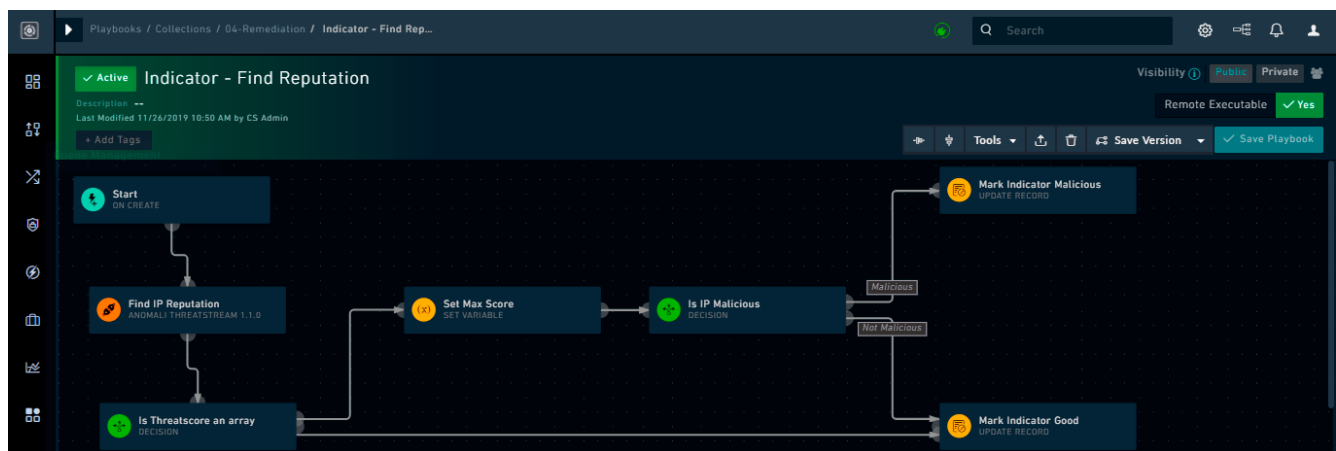 Playbooks / Collections / 04-Remediation / Indicator - Find Rep...
Search
Active Indicator - Find Reputation
Visibility Public Private
Description --
Remote Executable Yes
Last Modified 11/26/2019 10:50 AM by CS Admin
+ Add Tags
Tools Save Version Save Playbook
Start
ON CREATE
Mark Indicator Malicious
UPDATE RECORD
Malicious
Find IP Reputation
ANOMALI THREATSTREAM 1.1.0
(x) Set Max Score
SET VARIABLE
Is IP Malicious
DECISION
Not Malicious
Is Threatscore an array
DECISION
Mark Indicator Good
UPDATE RECORD